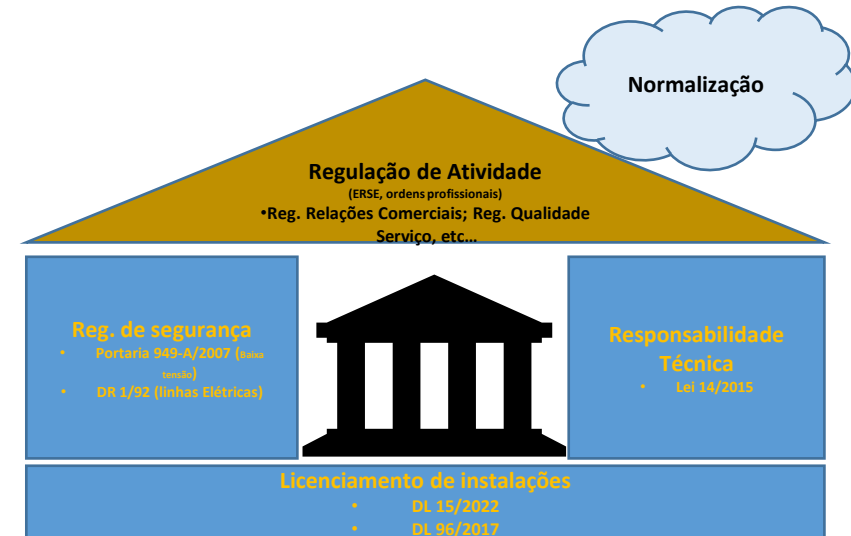 Normalização
Regulação de Atividade
(ERSE, ordens profissionais)
•Reg. Relações Comerciais; Reg. Qualidade
Serviço, etc…
Reg. de segurança
• Portaria 949-A/2007 (Baixa
tensão)
• DR 1/92 (linhas Elétricas)
Responsabilidade
Técnica
• Lei 14/2015
Licenciamento de instalações
• DL 15/2022
• DL 96/2017